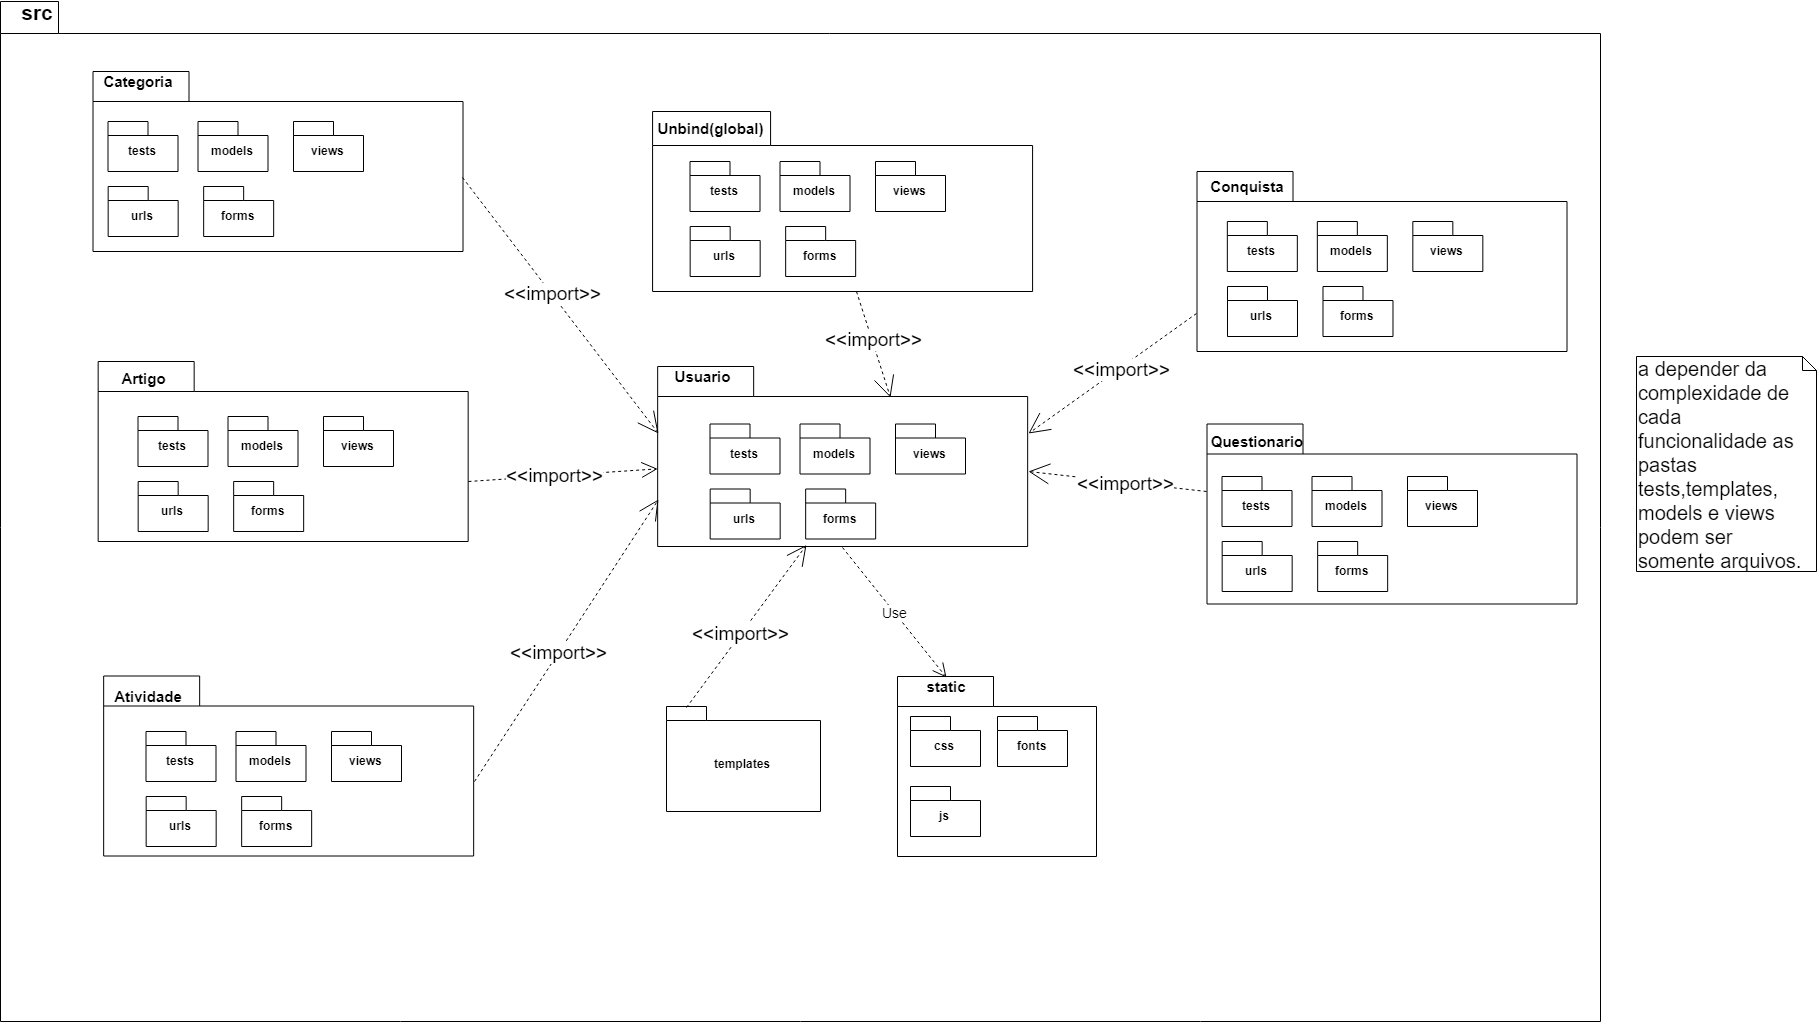 src
Categoria
tests
models
views
urls
forms
Unbind(global)
tests
models
views
urls
forms
Conquista
tests
models
views
urls
forms
<<import>>
<<import>>
<<import>>
Artigo
tests
models
views
urls
forms
<<import>>
Usuario
tests
models
views
urls
forms
<<import>>
Questionario
tests
models
views
urls
forms
a depender da
complexidade de
cada
funcionalidade as
pastas
tests,templates,
models e views
podem ser
somente arquivos.
<<import>>
<<import>>
Use
Atividade
tests
models
views
urls
forms
templates
static
css
fonts
js